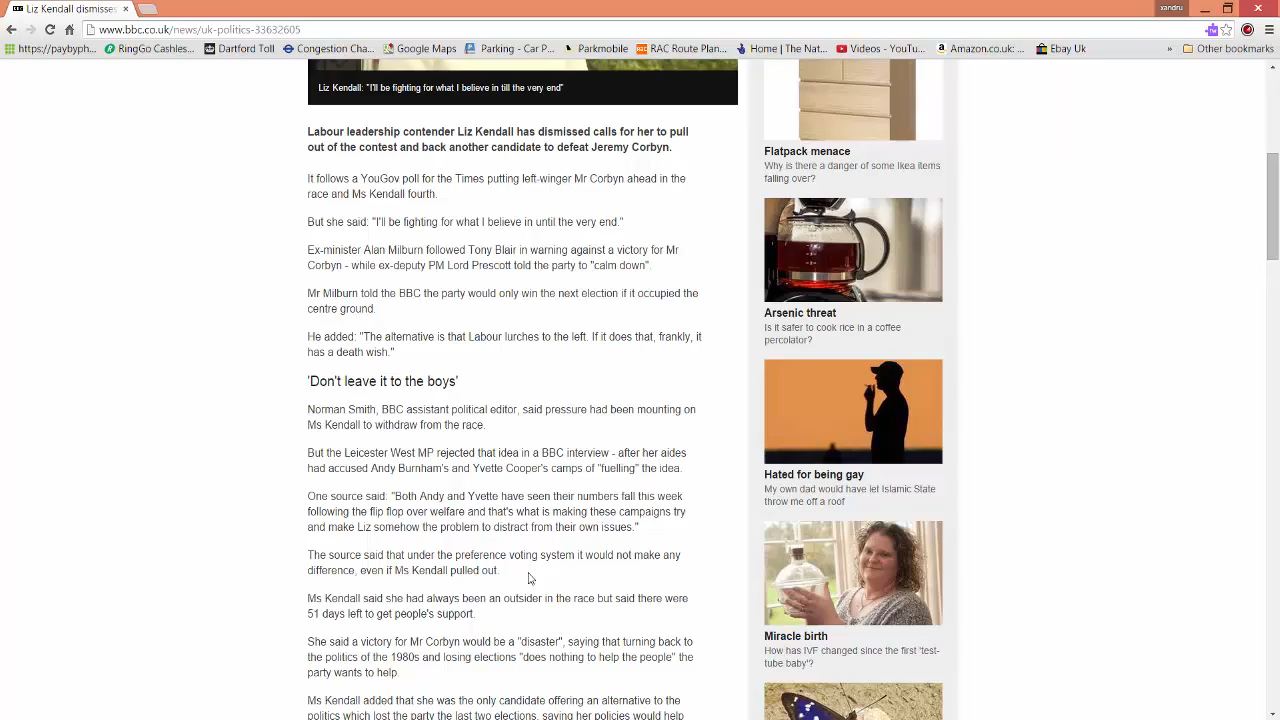 Liz Kendall dismisses
xandru
www.bbc.co.uk/news/uk-politics-33632605
https://paybyph...
RingGo Cashles...
Dartford Toll
Congestion Char...
Google Maps
Parking - Car P...
Parkmobile
RAC Route Plan...
Home | The Nat...
Videos - YouTu...
Amazon.co.uk: ...
Ebay Uk
»
Other bookmarks
Liz Kendall: "I'll be fighting for what I believe in till the very end"
Labour leadership contender Liz Kendall has dismissed calls for her to pull
out of the contest and back another candidate to defeat Jeremy Corbyn.
It follows a YouGov poll for the Times putting left-winger Mr Corbyn ahead in the
race and Ms Kendall fourth.
But she said: "I'll be fighting for what I believe in until the very end."
Ex-minister Alan Milburn followed Tony Blair in warning against a victory for Mr
Corbyn - while ex-deputy PM Lord Prescott told the party to "calm down".
Mr Milburn told the BBC the party would only win the next election if it occupied the
centre ground.
He added: "The alternative is that Labour lurches to the left. If it does that, frankly, it
has a death wish."
'Don't leave it to the boys'
Norman Smith, BBC assistant political editor, said pressure had been mounting on
Ms Kendall to withdraw from the race.
But the Leicester West MP rejected that idea in a BBC interview - after her aides
had accused Andy Burnham's and Yvette Cooper's camps of "fuelling" the idea.
One source said: "Both Andy and Yvette have seen their numbers fall this week
following the flip flop over welfare and that's what is making these campaigns try
and make Liz somehow the problem to distract from their own issues."
The source said that under the preference voting system it would not make any
difference, even if Ms Kendall pulled out.
Ms Kendall said she had always been an outsider in the race but said there were
51 days left to get people's support.
She said a victory for Mr Corbyn would be a "disaster", saying that turning back to
the politics of the 1980s and losing elections "does nothing to help the people" the
party wants to help.
Ms Kendall added that she was the only candidate offering an alternative to the
politics which lost the party the last two elections, saying her policies would help
Flatpack menace
Why is there a danger of some Ikea items
falling over?
Arsenic threat
Is it safer to cook rice in a coffee
percolator?
Hated for being gay
My own dad would have let Islamic State
throw me off a roof
Miracle birth
How has IVF changed since the first 'test-
tube baby'?